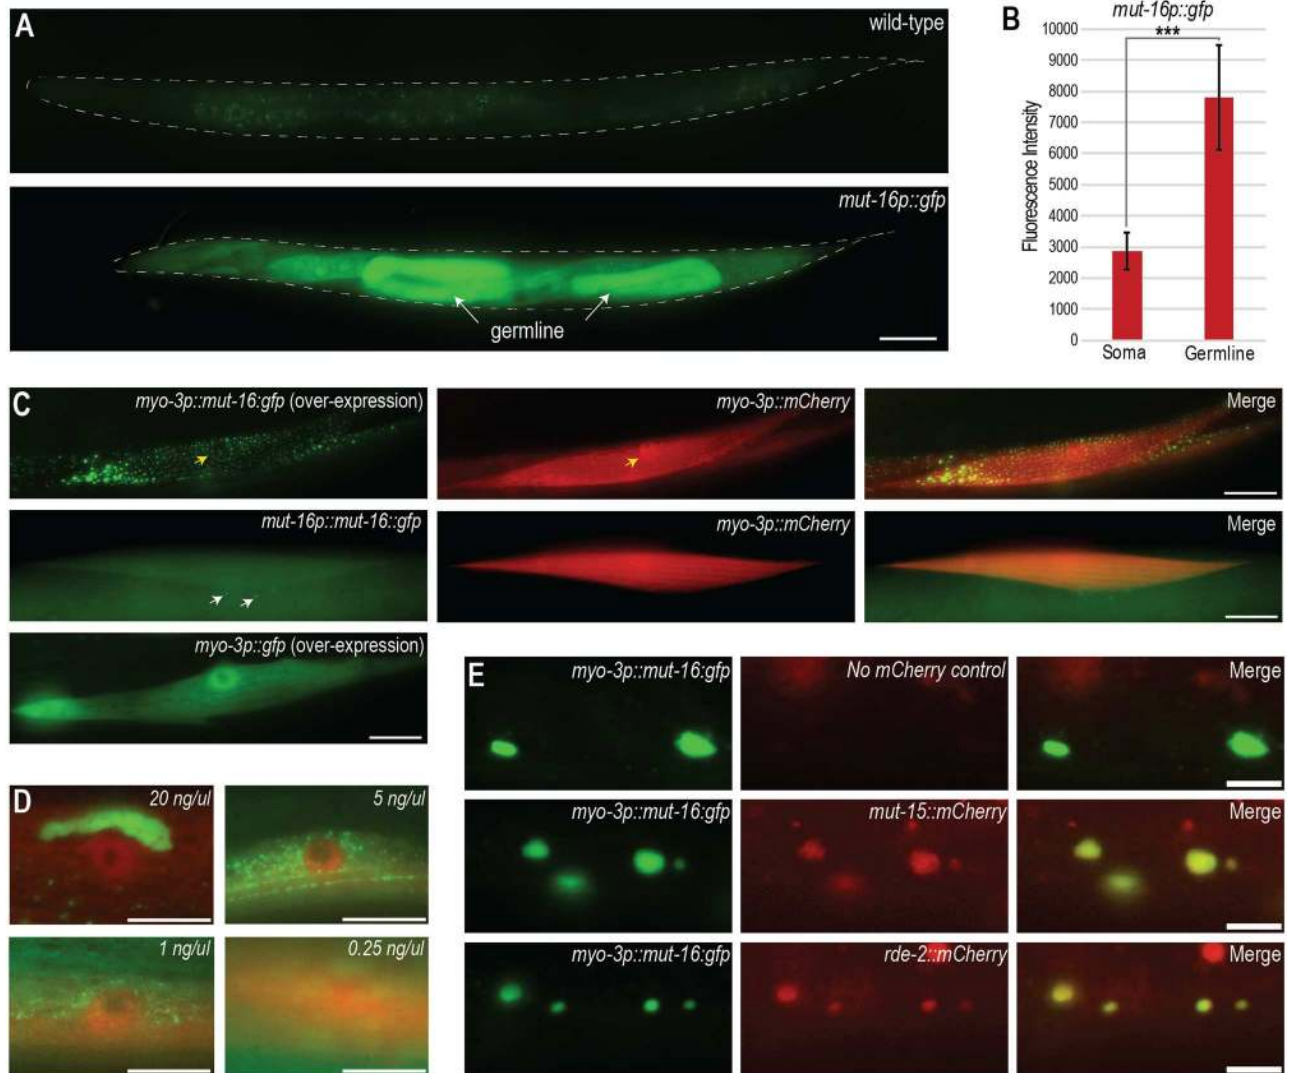 A
wild-type
mut-16p::gfp
germline
B
mut-16p::gfp
***
10000
9000
8000
7000
6000
5000
4000
3000
2000
1000
0
Fluorescence Intensity
Soma Germline
C
myo-3p::mut-16:gfp (over-expression)
myo-3p::mCherry
Merge
mut-16p::mut-16::gfp
myo-3p::mCherry
Merge
myo-3p::gfp (over-expression)
D
20 ng/ul
5 ng/ul
1 ng/ul
0.25 ng/ul
E
myo-3p::mut-16:gfp
No mCherry control
Merge
myo-3p::mut-16:gfp
mut-15::mCherry
Merge
myo-3p::mut-16:gfp
rde-2::mCherry
Merge